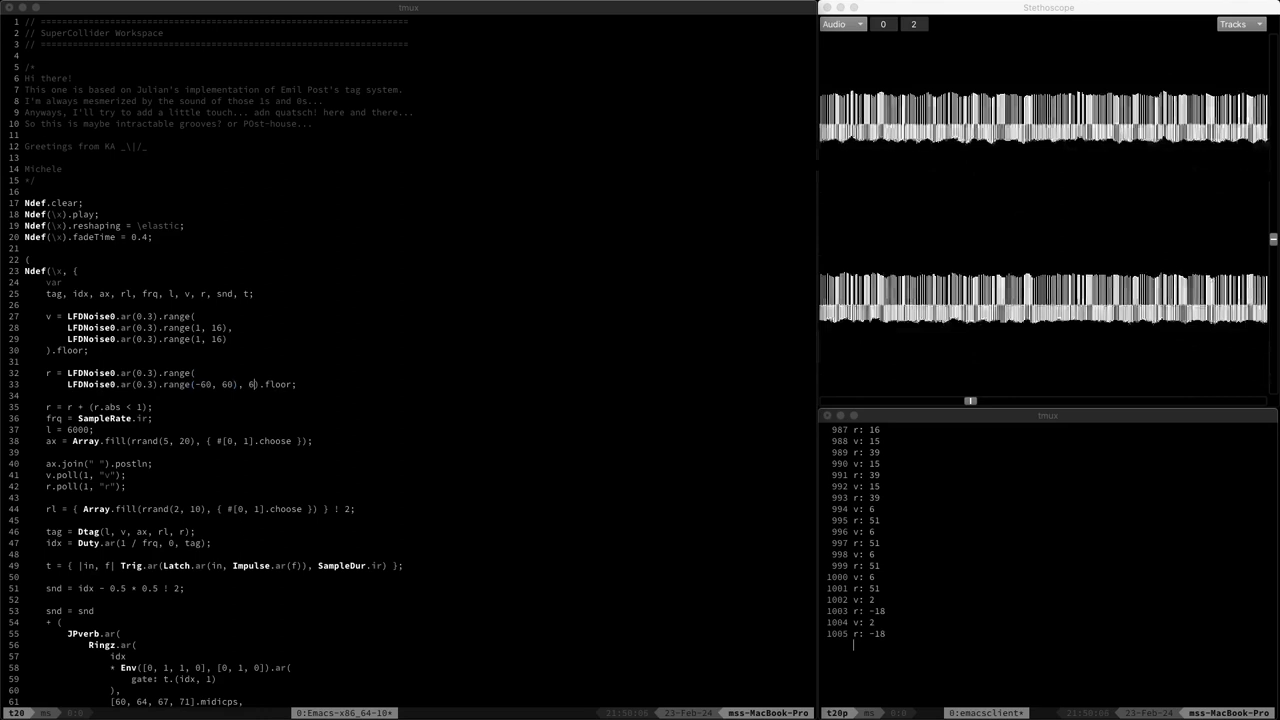 tmux
1 // ========================================================================
2 // SuperCollider Workspace
3 // ========================================================================
4
5 /*
6 Hi there!
7 This one is based on Julian's implementation of Emil Post's tag system.
8 I'm always mesmerized by the sound of those 1s and 0s...
9 Anyways, I'll try to add a little touch... adn quatsch! here and there...
10 So this is maybe intractable grooves? or POst-house...
11
12 Greetings from KA _\|/_
13
14 Michele
15 */
16
17 Ndef.clear;
18 Ndef(\x).play;
19 Ndef(\x).reshaping = \elastic;
20 Ndef(\x).fadeTime = 0.4;
21
22 (
23 Ndef(\x, {
24 var
25 tag, idx, ax, rl, frq, l, v, r, snd, t;
26
27 v = LFDNoise0.ar(0.3).range(
28 LFDNoise0.ar(0.3).range(1, 16),
29 LFDNoise0.ar(0.3).range(1, 16)
30 ).floor;
31
32 r = LFDNoise0.ar(0.3).range(
33 LFDNoise0.ar(0.3).range(-60, 60), 6).floor;
34
35 r = r + (r.abs < 1);
36 frq = SampleRate.ir;
37 l = 6000;
38 ax = Array.fill(rrand(5, 20), { #[0, 1].choose });
39
40 ax.join(" ").postln;
41 v.poll(1, "v");
42 r.poll(1, "r");
43
44 rl = { Array.fill(rrand(2, 10), { #[0, 1].choose }) } ! 2;
45
46 tag = Dtag(l, v, ax, rl, r);
47 idx = Duty.ar(1 / frq, 0, tag);
48
49 t = { |in, f| Trig.ar(Latch.ar(in, Impulse.ar(f)), SampleDur.ir) };
50
51 snd = idx - 0.5 * 0.5 ! 2;
52
53 snd = snd
54 + (
55 JPverb.ar(
56 Ringz.ar(
57 idx
58 * Env([0, 1, 1, 0], [0, 1, 0]).ar(
59 gate: t.(idx, 1)
60 ),
61 [60, 64, 67, 71].midicps,
t20 ms 0:0 0:Emacs-x86_64-10* 21:50:06 23-Feb-24 mss-MacBook-Pro
Stethoscope
Audio 0 2 Tracks
tmux
987 r: 16
988 v: 15
989 r: 39
990 v: 15
991 r: 39
992 v: 15
993 r: 39
994 v: 6
995 r: 51
996 v: 6
997 r: 51
998 v: 6
999 r: 51
1000 v: 6
1001 r: 51
1002 v: 2
1003 r: -18
1004 v: 2
1005 r: -18
t20p ms 0:0 0:emacsclient* 23-Feb-24 mss-MacBook-Pro